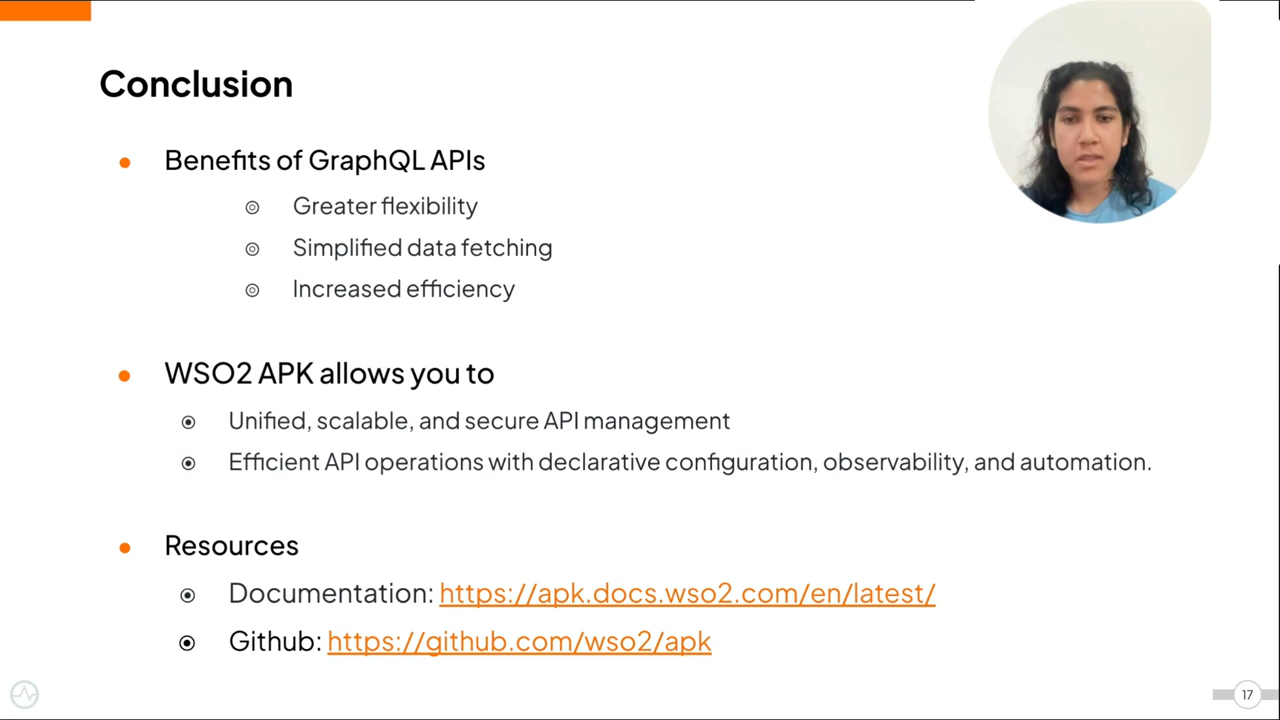 Conclusion
Benefits of GraphQL APIs
Greater flexibility
Simplified data fetching
Increased efficiency
WSO2 APK allows you to
Unified, scalable, and secure API management
Efficient API operations with declarative configuration, observability, and automation.
Resources
Documentation: https://apk.docs.wso2.com/en/latest/
Github: https://github.com/wso2/apk
17